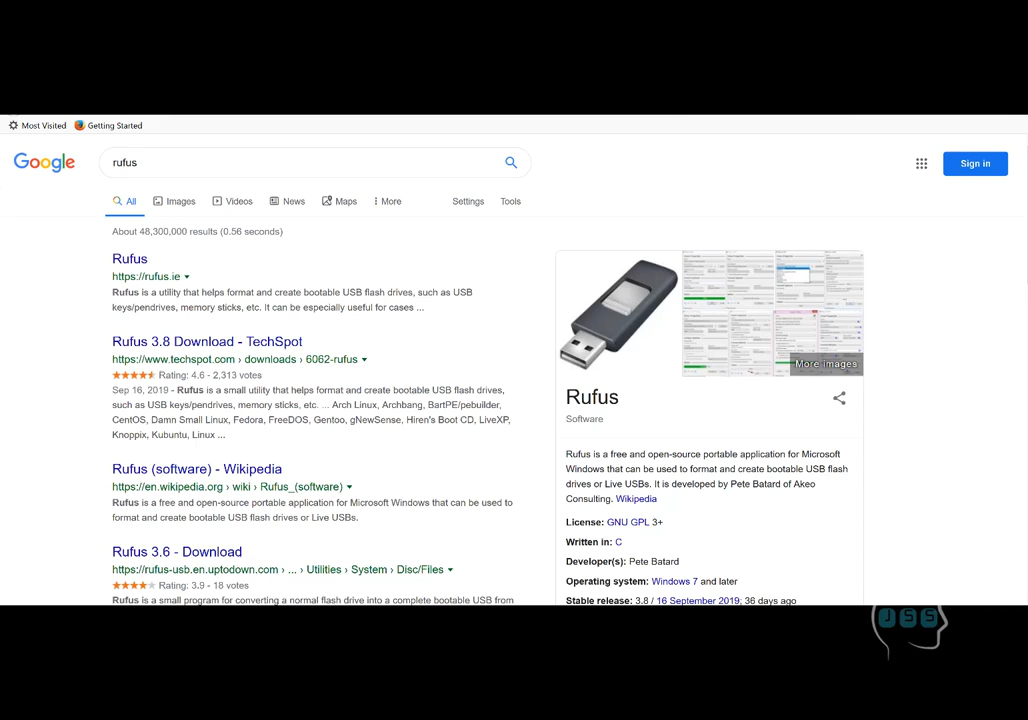 Most Visited Getting Started
Google rufus Sign in
All Images Videos News Maps More Settings Tools
About 48,300,000 results (0.56 seconds)
Rufus
https://rufus.ie
Rufus is a utility that helps format and create bootable USB flash drives, such as USB
keys/pendrives, memory sticks, etc. It can be especially useful for cases ...
Rufus 3.8 Download - TechSpot
https://www.techspot.com › downloads › 6062-rufus
Rating: 4.6 - 2,313 votes
Sep 16, 2019 - Rufus is a small utility that helps format and create bootable USB flash drives,
such as USB keys/pendrives, memory sticks, etc. ... Arch Linux, Archbang, BartPE/pebuilder,
CentOS, Damn Small Linux, Fedora, FreeDOS, Gentoo, gNewSense, Hiren's Boot CD, LiveXP,
Knoppix, Kubuntu, Linux ...
Rufus (software) - Wikipedia
https://en.wikipedia.org › wiki › Rufus_(software)
Rufus is a free and open-source portable application for Microsoft Windows that can be used to
format and create bootable USB flash drives or Live USBs.
Rufus 3.6 - Download
https://rufus-usb.en.uptodown.com › ... › Utilities › System › Disc/Files
Rating: 3.9 - 18 votes
Rufus is a small program for converting a normal flash drive into a complete bootable USB from
More images
Rufus
Software
Rufus is a free and open-source portable application for Microsoft
Windows that can be used to format and create bootable USB flash
drives or Live USBs. It is developed by Pete Batard of Akeo
Consulting. Wikipedia
License: GNU GPL 3+
Written in: C
Developer(s): Pete Batard
Operating system: Windows 7 and later
Stable release: 3.8 / 16 September 2019; 36 days ago
JSS